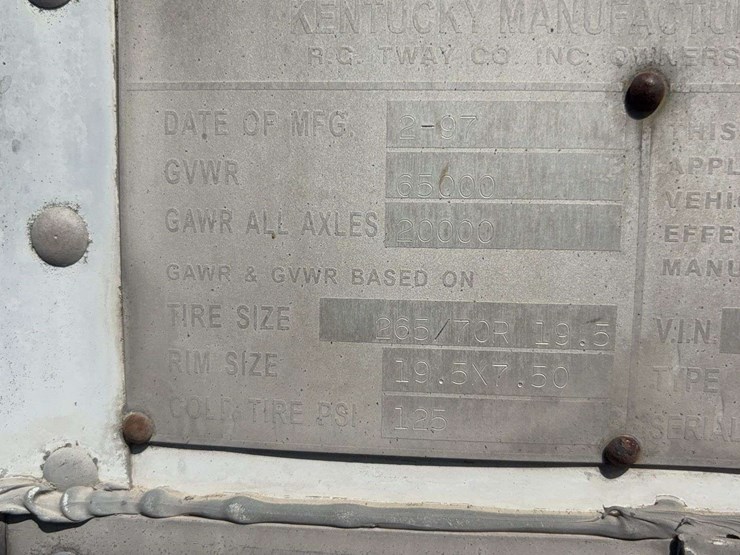 KENTUCKY MANUFACTU
R.C. TWAY CO. INC. OWNERS
DATE OF MFG. 2-97
GVWR 65000
GAWR ALL AXLES 20000
GAWR & GVWR BASED ON
TIRE SIZE 265/70R 19.5
RIM SIZE 19.5X7.50
COLD TIRE PSI 125
THIS
APPL
VEHI
EFFE
MANU
V.I.N.
TYPE
SERIAL